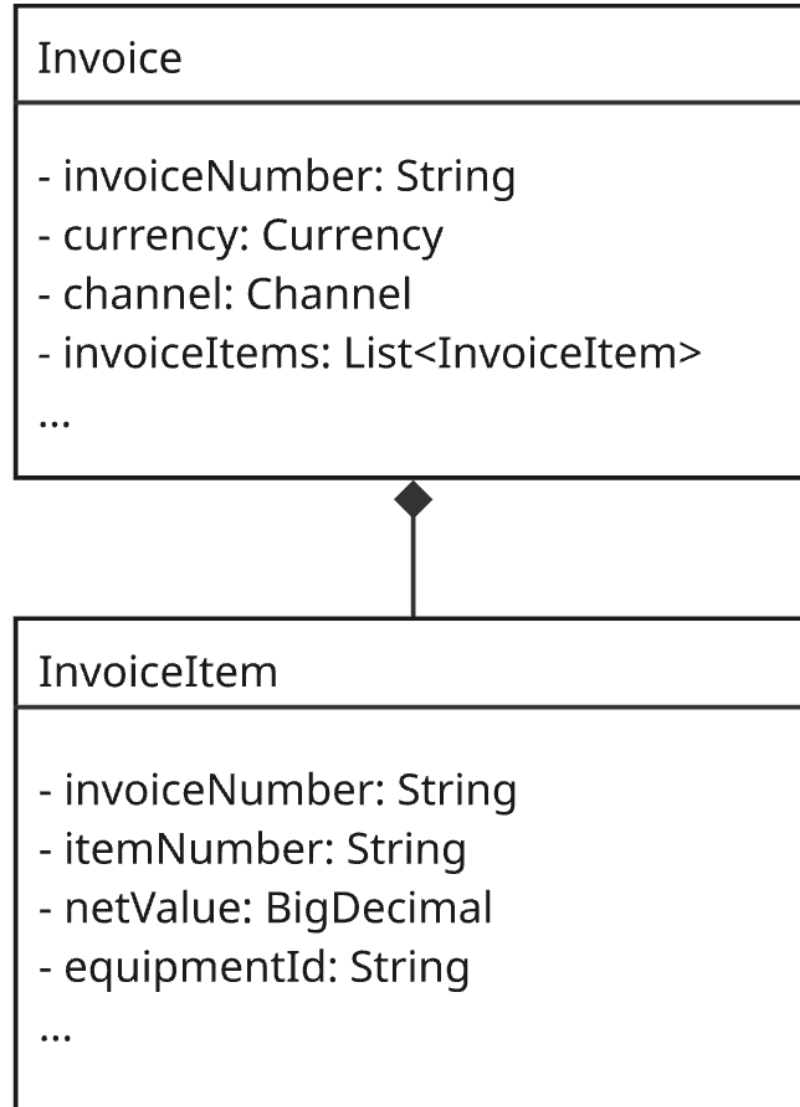 Invoice
- invoiceNumber: String
- currency: Currency
- channel: Channel
- invoiceItems: List<InvoiceItem>
...
InvoiceItem
- invoiceNumber: String
- itemNumber: String
- netValue: BigDecimal
- equipmentId: String
...